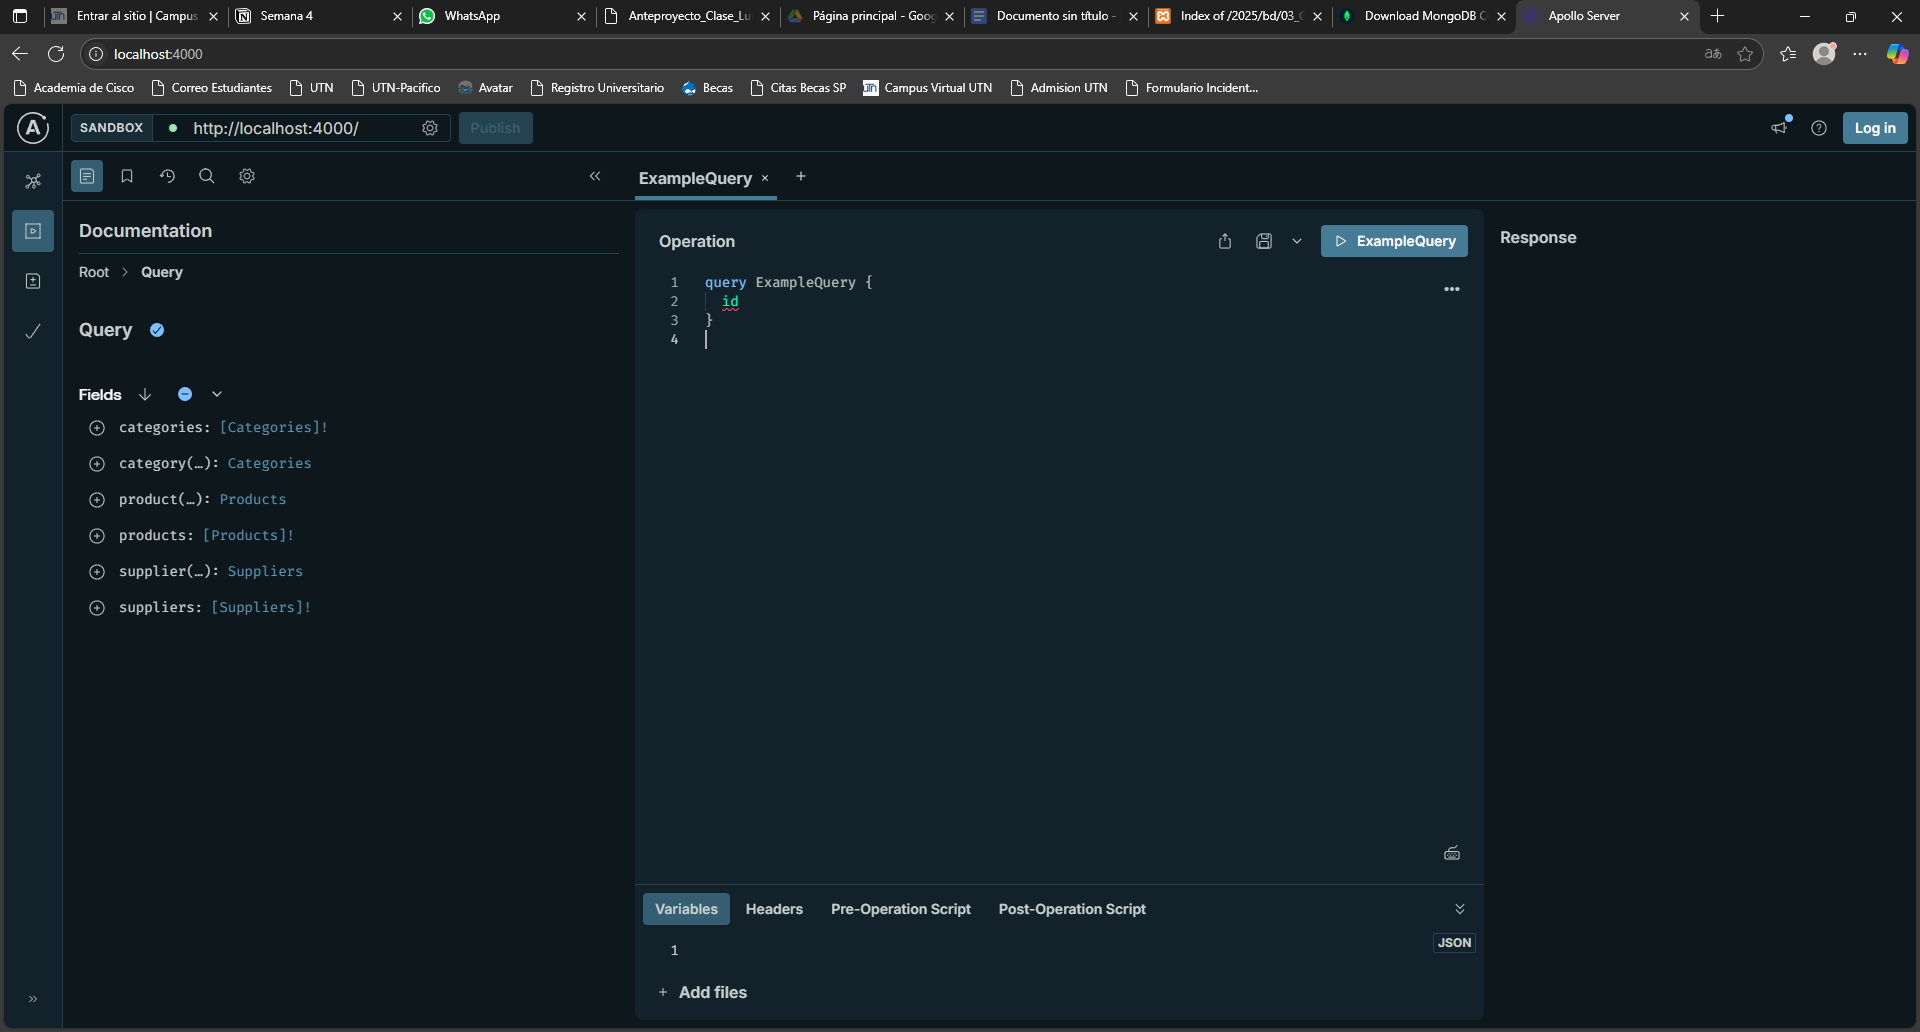 Entrar al sitio | Campus
Semana 4
WhatsApp
Anteproyecto_Clase_Lu
Página principal - Goog
Documento sin título -
Index of /2025/bd/03_
Download MongoDB C
Apollo Server
localhost:4000
Academia de Cisco
Correo Estudiantes
UTN
UTN-Pacifico
Avatar
Registro Universitario
Becas
Citas Becas SP
Campus Virtual UTN
Admision UTN
Formulario Incident...
SANDBOX
http://localhost:4000/
Publish
Log in
Documentation
Root > Query
Query
Fields
categories: [Categories]!
category(…): Categories
product(…): Products
products: [Products]!
supplier(…): Suppliers
suppliers: [Suppliers]!
ExampleQuery
Operation
ExampleQuery
1 query ExampleQuery {
2 id
3 }
4
Variables
Headers
Pre-Operation Script
Post-Operation Script
1
JSON
+ Add files
Response